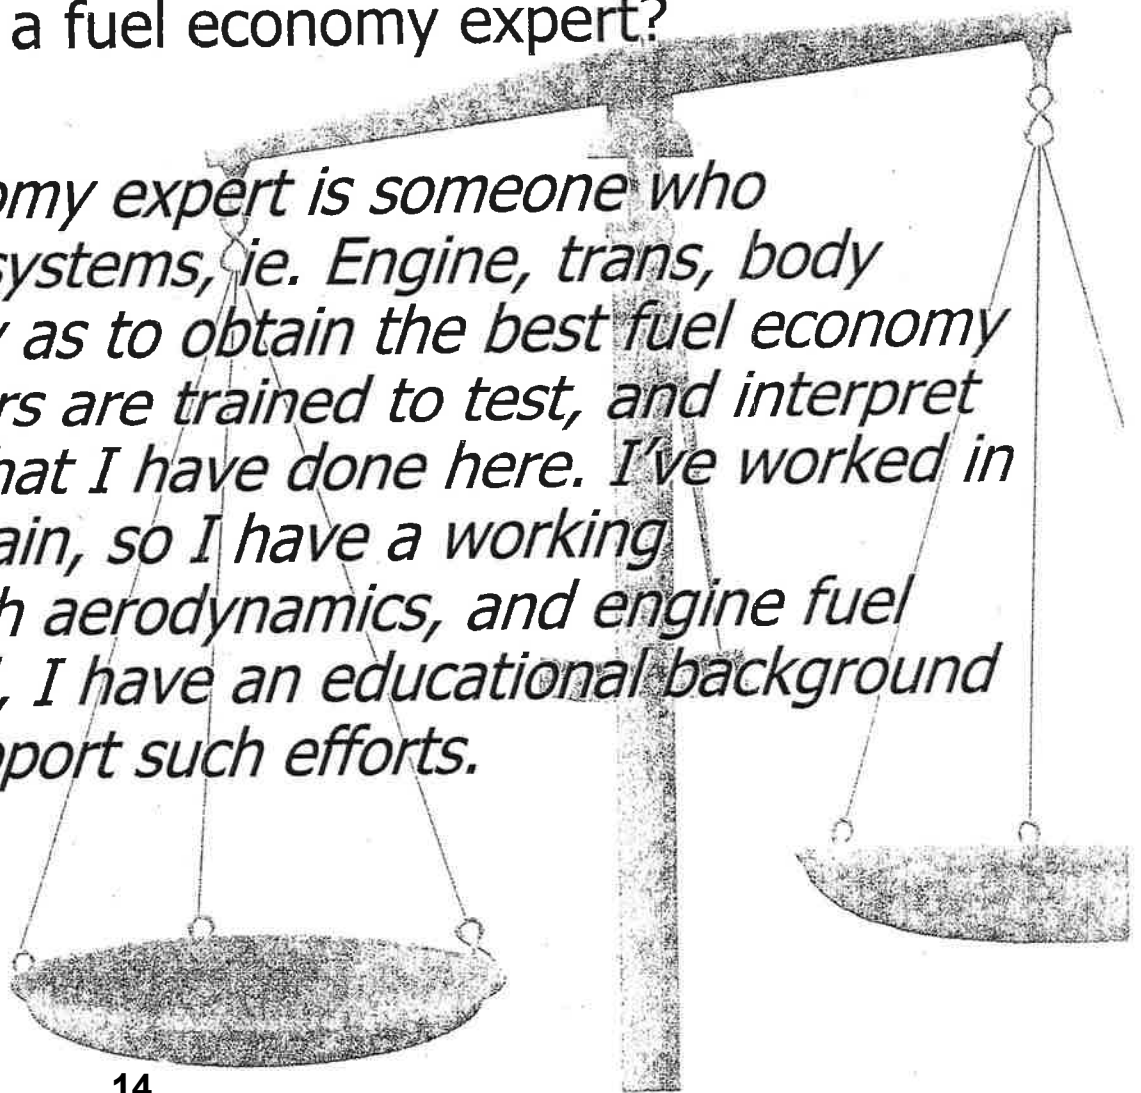 a fuel economy expert?
omy expert is someone who
systems, ie. Engine, trans, body
as to obtain the best fuel economy
rs are trained to test, and interpret
hat I have done here. I've worked in
ain, so I have a working
h aerodynamics, and engine fuel
, I have an educational background
pport such efforts.
14